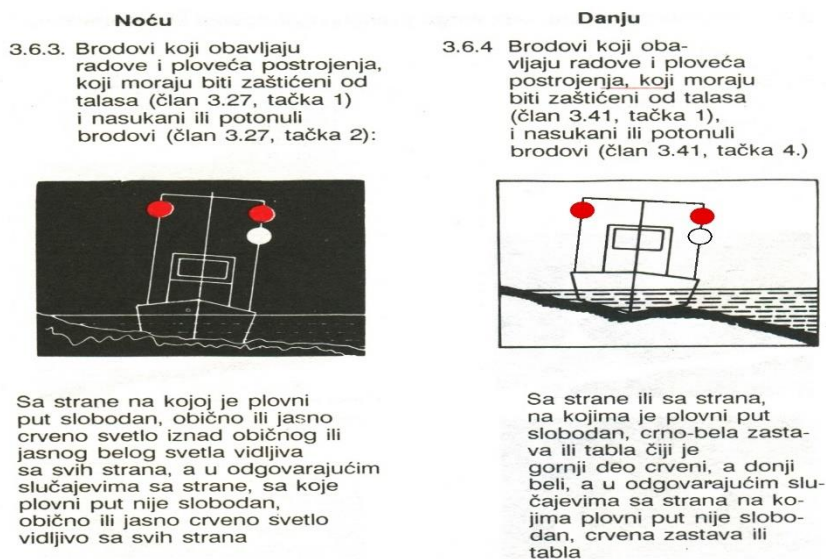 Noću
3.6.3. Brodovi koji obavljaju
radove i ploveća postrojenja,
koji moraju biti zaštićeni od
talasa (član 3.27, tačka 1)
i nasukani ili potonuli
brodovi (član 3.27, tačka 2):
Sa strane na kojoj je plovni
put slobodan, obično ili jasno
crveno svetlo iznad običnog ili
jasnog belog svetla vidljiva
sa svih strana, a u odgovarajućim
slučajevima sa strane, sa koje
plovni put nije slobodan,
obično ili jasno crveno svetlo
vidljivo sa svih strana
Danju
3.6.4 Brodovi koji oba-
vljaju radove i ploveća
postrojenja, koji moraju
biti zaštićeni od talasa
(član 3.41, tačka 1),
i nasukani ili potonuli
brodovi (član 3.41, tačka 4.)
Sa strane ili sa strana,
na kojima je plovni put
slobodan, crno-bela zasta-
va ili tabla čiji je
gornji deo crveni, a donji
beli, a u odgovarajućim slu-
čajevima sa strana na ko-
jima plovni put nije slobo-
dan, crvena zastava ili
tabla